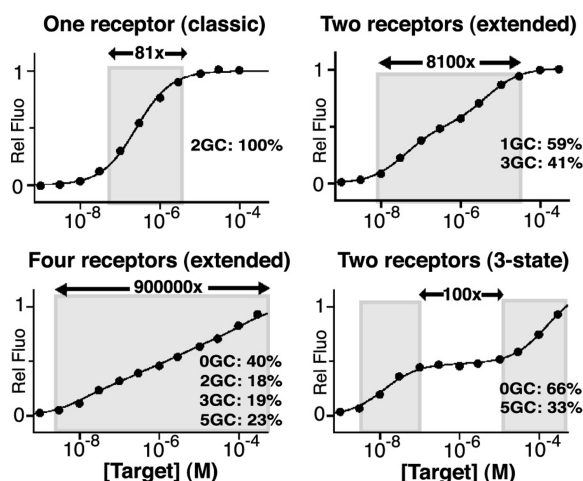 One receptor (classic)
81x
Rel Fluo
1
0
2GC: 100%
10⁻⁸
10⁻⁶
10⁻⁴
Two receptors (extended)
8100x
Rel Fluo
1
0
1GC: 59%
3GC: 41%
10⁻⁸
10⁻⁶
10⁻⁴
Four receptors (extended)
900000x
Rel Fluo
1
0
0GC: 40%
2GC: 18%
3GC: 19%
5GC: 23%
10⁻⁸
10⁻⁶
10⁻⁴
[Target] (M)
Two receptors (3-state)
100x
Rel Fluo
1
0
0GC: 66%
5GC: 33%
10⁻⁸
10⁻⁶
10⁻⁴
[Target] (M)